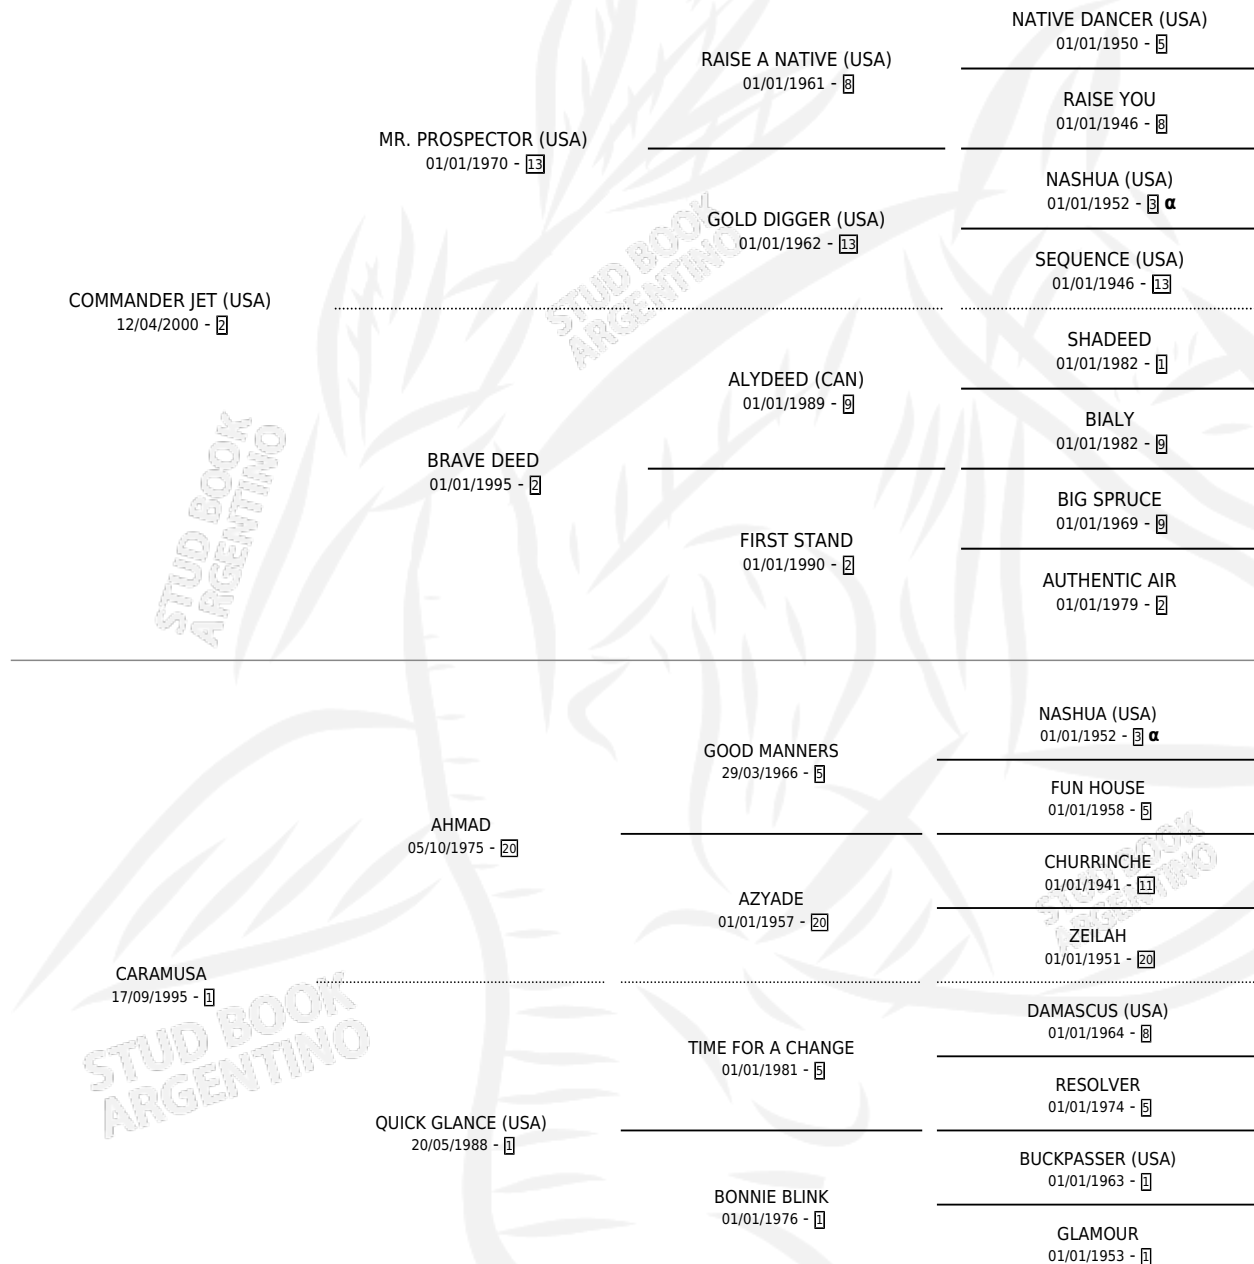 NATIVE DANCER (USA)
01/01/1950 - 5
RAISE A NATIVE (USA)
01/01/1961 - 8
RAISE YOU
01/01/1946 - 8
MR. PROSPECTOR (USA)
01/01/1970 - 13
NASHUA (USA)
01/01/1952 - 3 α
GOLD DIGGER (USA)
01/01/1962 - 13
SEQUENCE (USA)
01/01/1946 - 13
COMMANDER JET (USA)
12/04/2000 - 2
SHADEED
01/01/1982 - 1
ALYDEED (CAN)
01/01/1989 - 9
BIALY
01/01/1982 - 9
BRAVE DEED
01/01/1995 - 2
BIG SPRUCE
01/01/1969 - 9
FIRST STAND
01/01/1990 - 2
AUTHENTIC AIR
01/01/1979 - 2
STUD BOOK
ARGENTINO
STUD BOOK
ARGENTINO
NASHUA (USA)
01/01/1952 - 3 α
GOOD MANNERS
29/03/1966 - 5
FUN HOUSE
01/01/1958 - 5
AHMAD
05/10/1975 - 20
CHURRINCHE
01/01/1941 - 11
AZYADE
01/01/1957 - 20
ZEILAH
01/01/1951 - 20
STUD BOOK
ARGENTINO
CARAMUSA
17/09/1995 - 1
STUD BOOK
ARGENTINO
DAMASCUS (USA)
01/01/1964 - 8
TIME FOR A CHANGE
01/01/1981 - 5
RESOLVER
01/01/1974 - 5
QUICK GLANCE (USA)
20/05/1988 - 1
BUCKPASSER (USA)
01/01/1963 - 1
BONNIE BLINK
01/01/1976 - 1
GLAMOUR
01/01/1953 - 1